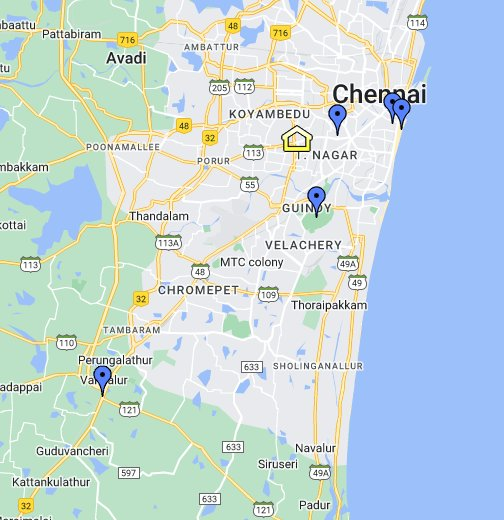 114
baattu
Pattabiram
48
716
716
AMBATTUR
Avadi
205
112
Chennai
KOYAMBEDU
48
32
POONAMALLEE
113
T. NAGAR
PORUR
mbakkam
55
Thandalam
GUINDY
kottai
113A
VELACHERY
MTC colony
113
48
49A
49
CHROMEPET
109
32
Thoraipakkam
TAMBARAM
110
Perungalathur
633
SHOLINGANALLUR
adappai
121
Navalur
Guduvancheri
633
Siruseri
597
49A
Kattankulathur
633
32
121
Padur